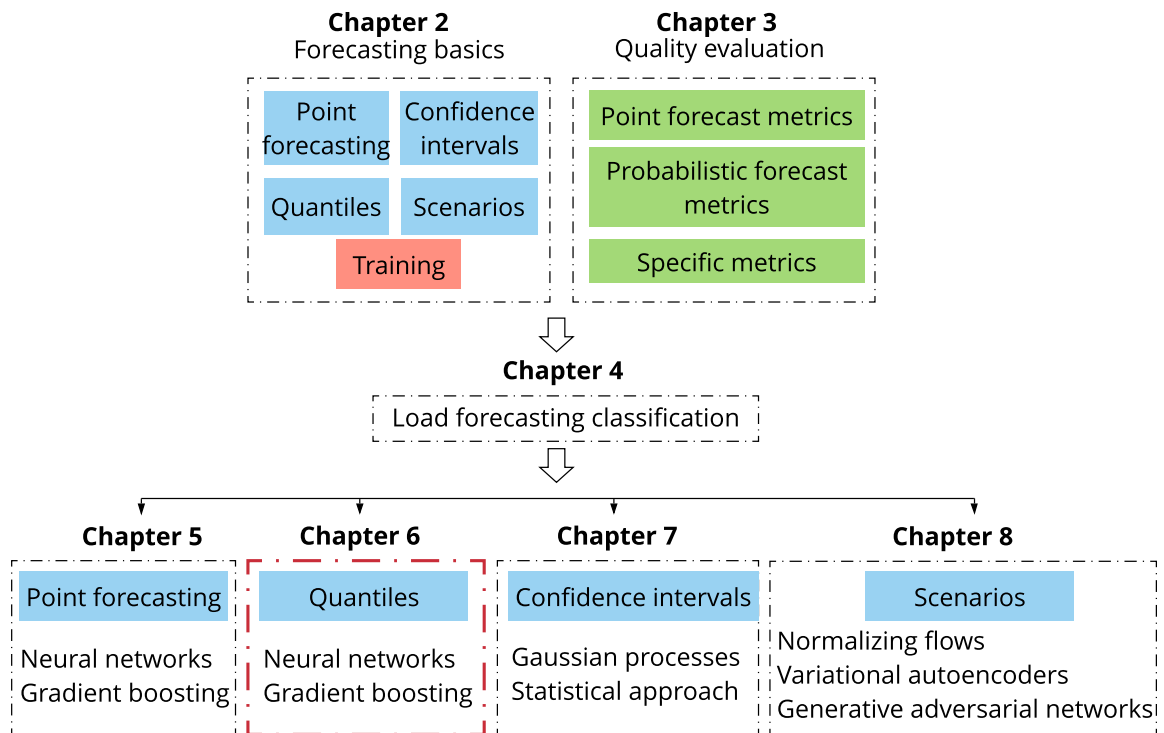 Chapter 2
Forecasting basics
Point
forecasting
Confidence
intervals
Quantiles
Scenarios
Training
Chapter 3
Quality evaluation
Point forecast metrics
Probabilistic forecast
metrics
Specific metrics
Chapter 4
Load forecasting classification
Chapter 5
Point forecasting
Neural networks
Gradient boosting
Chapter 6
Quantiles
Neural networks
Gradient boosting
Chapter 7
Confidence intervals
Gaussian processes
Statistical approach
Chapter 8
Scenarios
Normalizing flows
Variational autoencoders
Generative adversarial networks